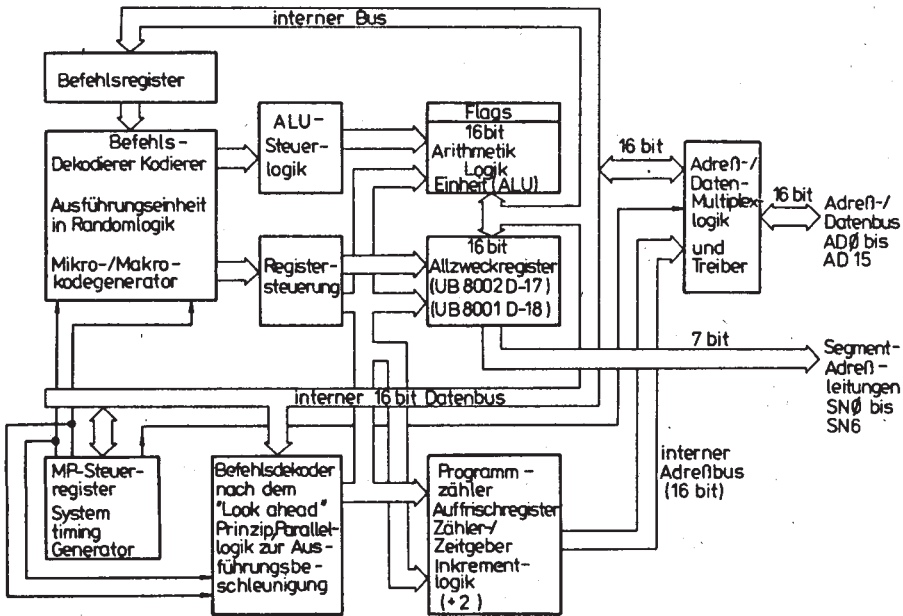 interner Bus
Befehlsregister
Befehls-
Dekodierer Kodierer
Ausführungseinheit
in Randomlogik
Mikro-/Makro-
kodegenerator
ALU-
Steuer-
logik
Register-
steuerung
Flags
16 bit
Arithmetik
Logik
Einheit (ALU)
16 bit
Allzweckregister
(UB 8002 D-17)
(UB 8001 D-18)
16 bit
Adreß-/
Daten-
Multiplex-
logik
und Treiber
16 bit
Adreß-/
Datenbus
ADØ bis
AD 15
7 bit
Segment-
Adreß-
leitungen
SNØ bis
SN6
interner 16 bit Datenbus
MP-Steuer-
register
System
timing
Generator
Befehlsdekoder
nach dem
"Look ahead"
Prinzip,Parallel-
logik zur Aus-
führungsbe-
schleunigung
Programm-
zähler
Auffrischregister
Zähler-/
Zeitgeber
Inkrement-
logik
(+2)
interner
Adreßbus
(16 bit)